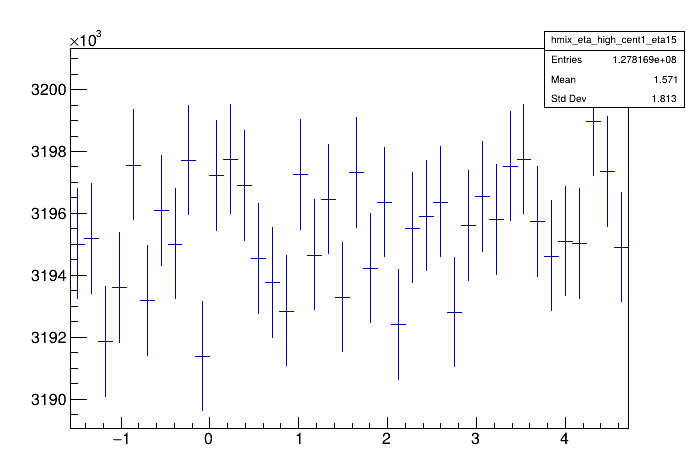 ×10³
hmix_eta_high_cent1_eta15
Entries 1.278169e+08
Mean 1.571
Std Dev 1.813
3200
3198
3196
3194
3192
3190
−1 0 1 2 3 4